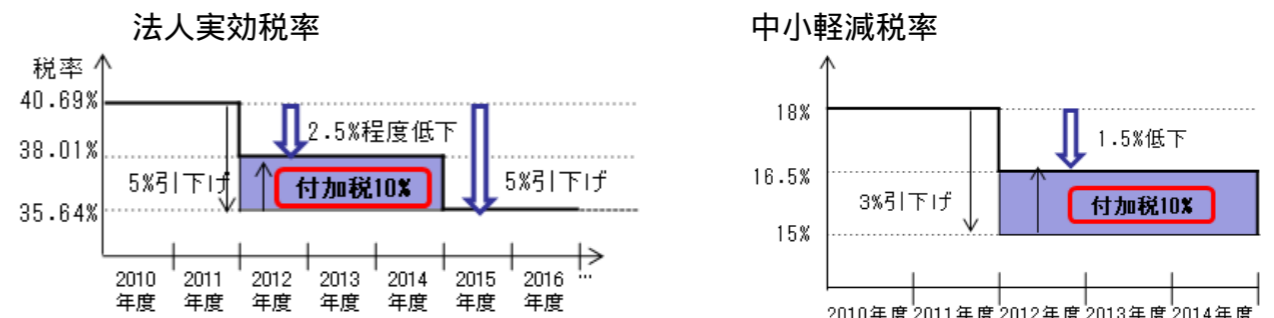 法人実効税率
税率
40.69%
38.01%
35.64%
2.5%程度低下
5%引下げ
付加税10%
5%引下げ
2010
年度
2011
年度
2012
年度
2013
年度
2014
年度
2015
年度
2016
年度
…
中小軽減税率
18%
16.5%
15%
1.5%低下
3%引下げ
付加税10%
2010年度 2011年度 2012年度 2013年度 2014年度